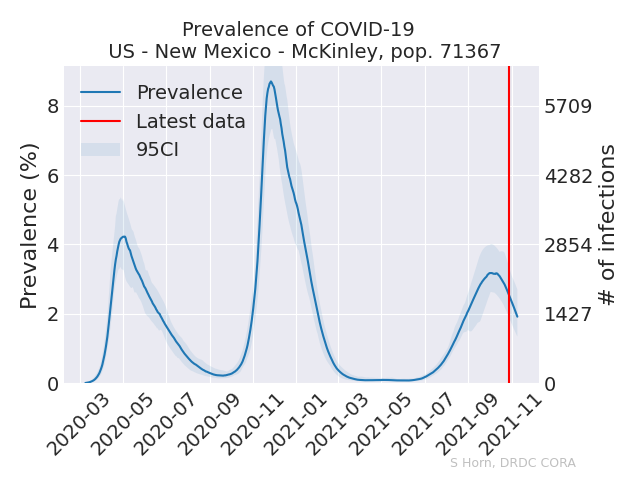 Prevalence of COVID-19
US - New Mexico - McKinley, pop. 71367
Prevalence
Latest data
95CI
Prevalence (%)
8
6
4
2
0
5709
4282
2854
1427
0
# of infections
2020-03
2020-05
2020-07
2020-09
2020-11
2021-01
2021-03
2021-05
2021-07
2021-09
2021-11
S Horn, DRDC CORA